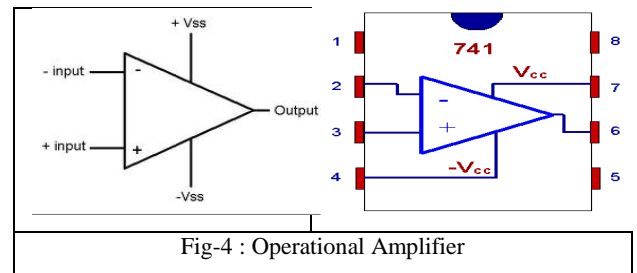 + Vss
- input
-
Output
+ input
+
-Vss
741
1
8
2
Vcc
7
-
3
+
6
4
-Vcc
5
Fig-4 : Operational Amplifier